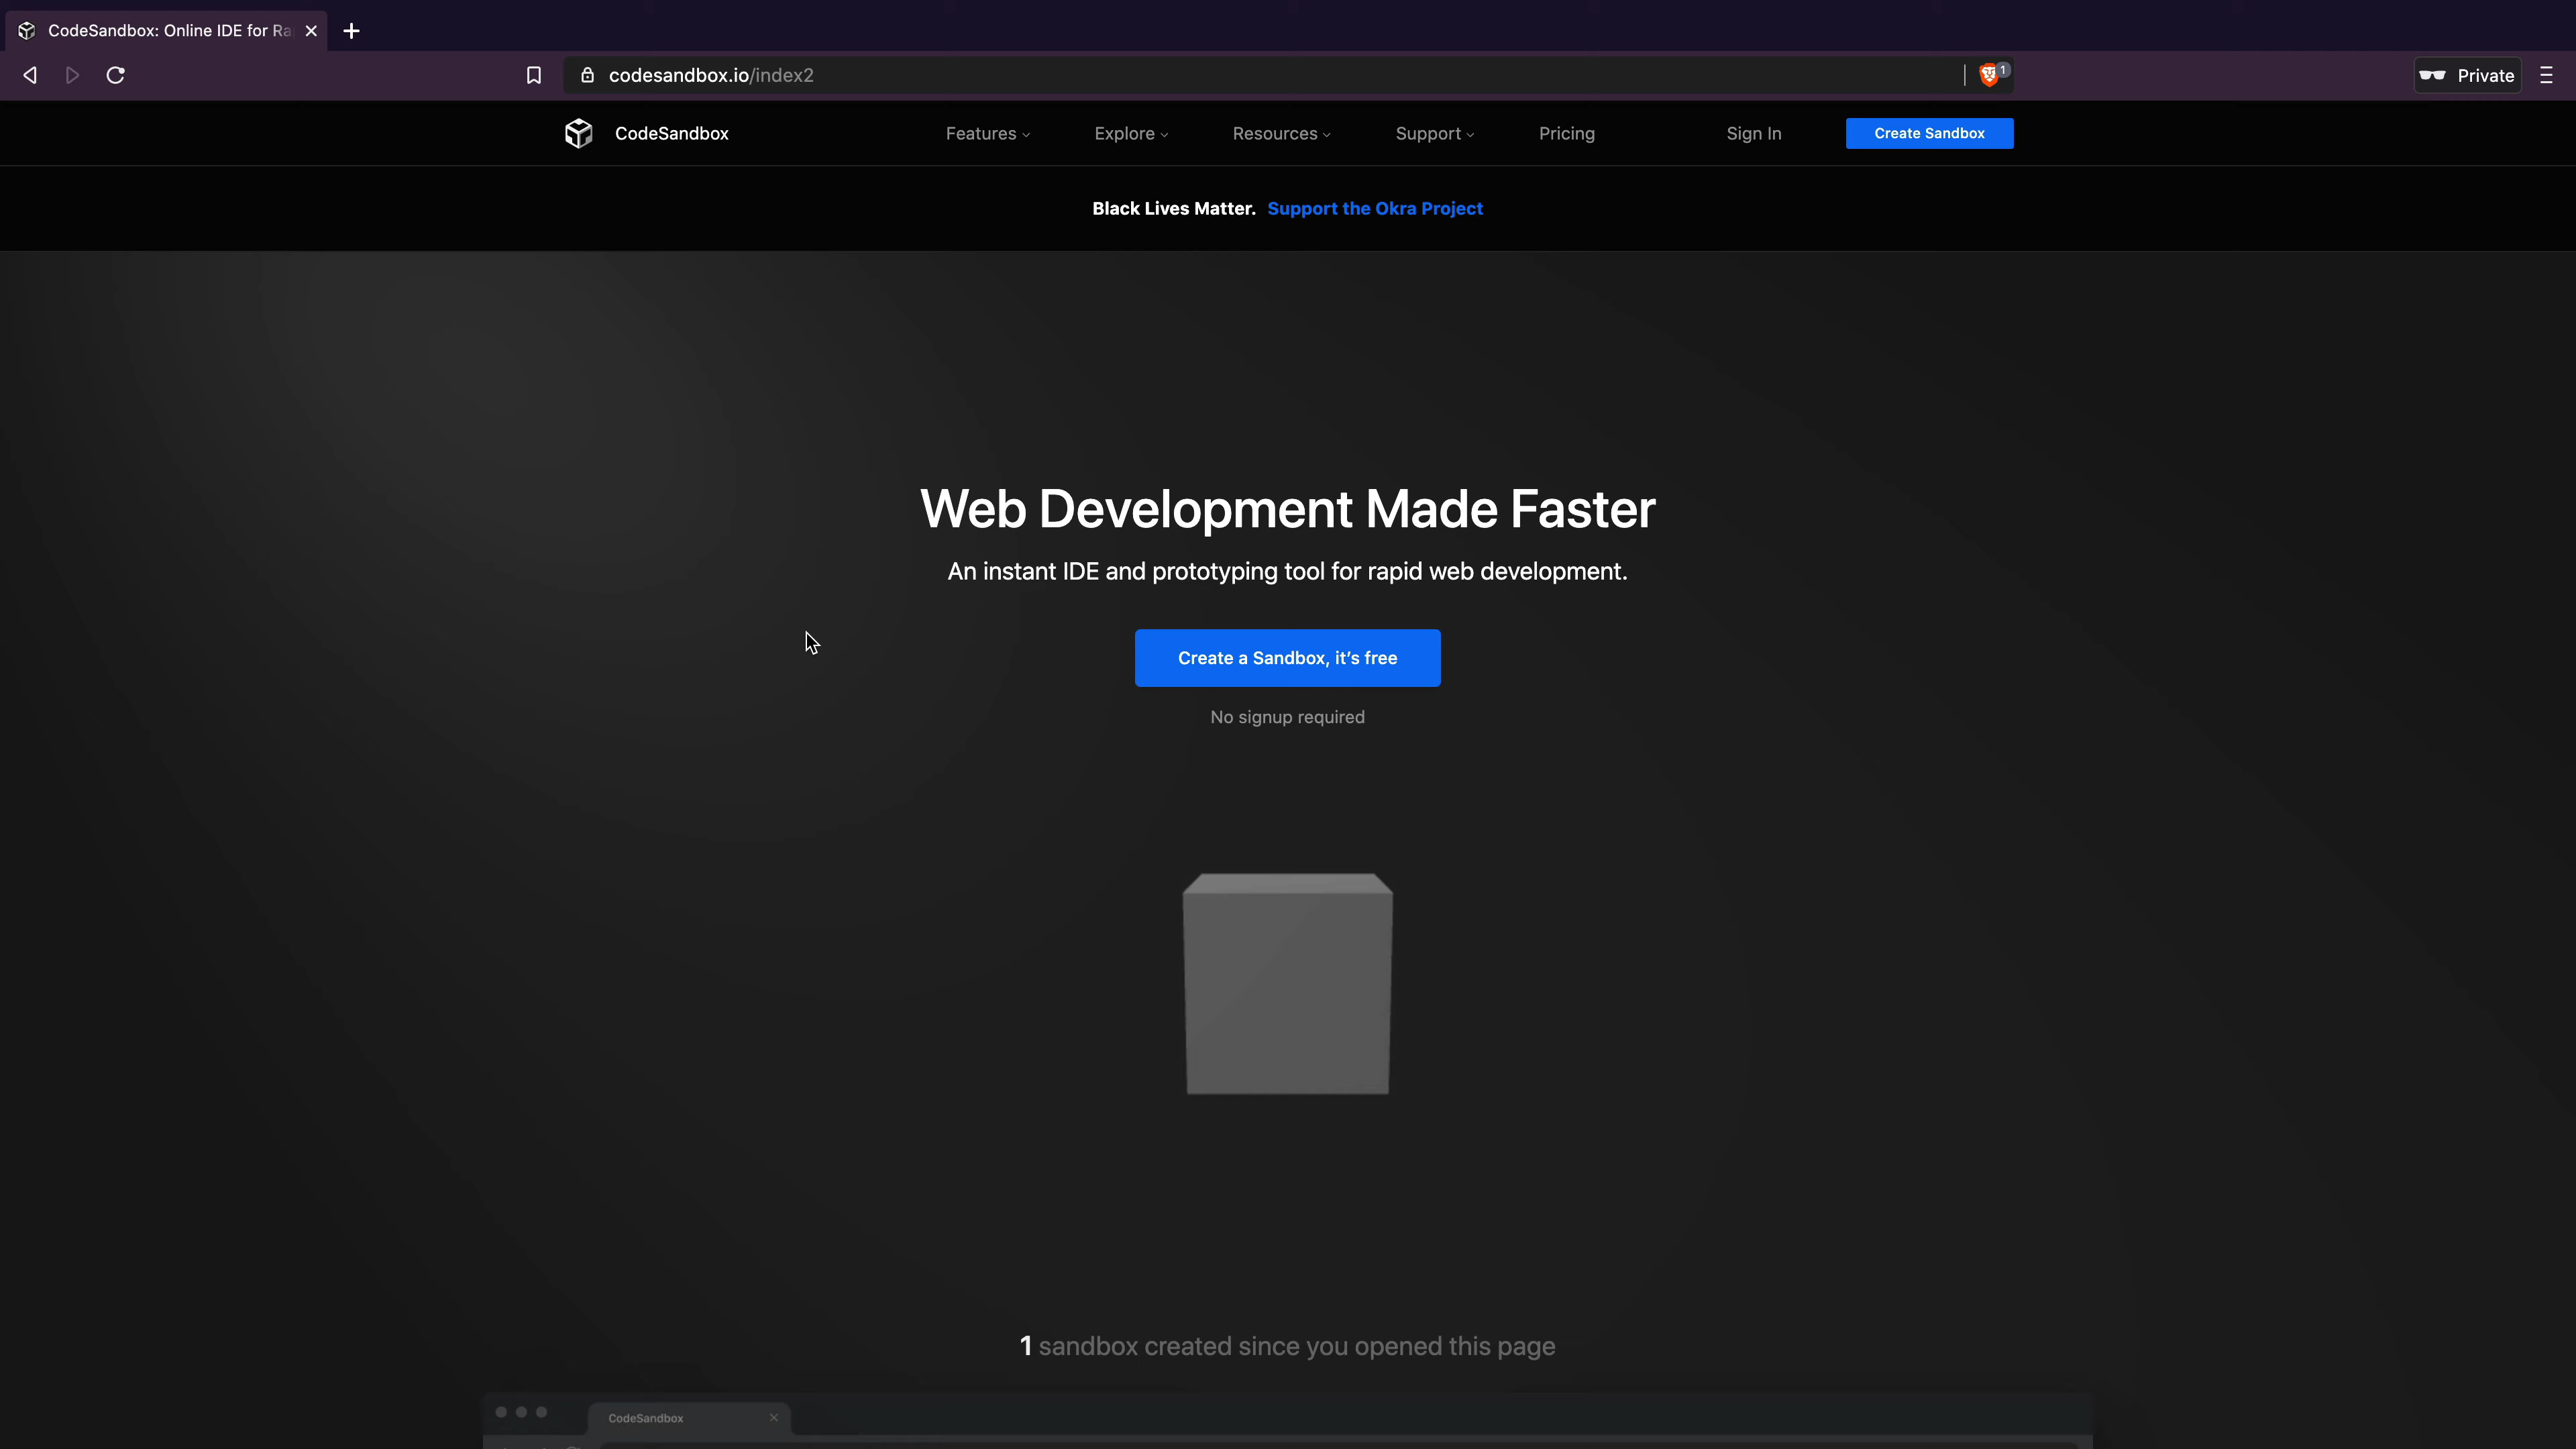 CodeSandbox: Online IDE for Ra
codesandbox.io/index2
1
Private
CodeSandbox
Features
Explore
Resources
Support
Pricing
Sign In
Create Sandbox
Black Lives Matter. Support the Okra Project
Web Development Made Faster
An instant IDE and prototyping tool for rapid web development.
Create a Sandbox, it’s free
No signup required
1 sandbox created since you opened this page
CodeSandbox